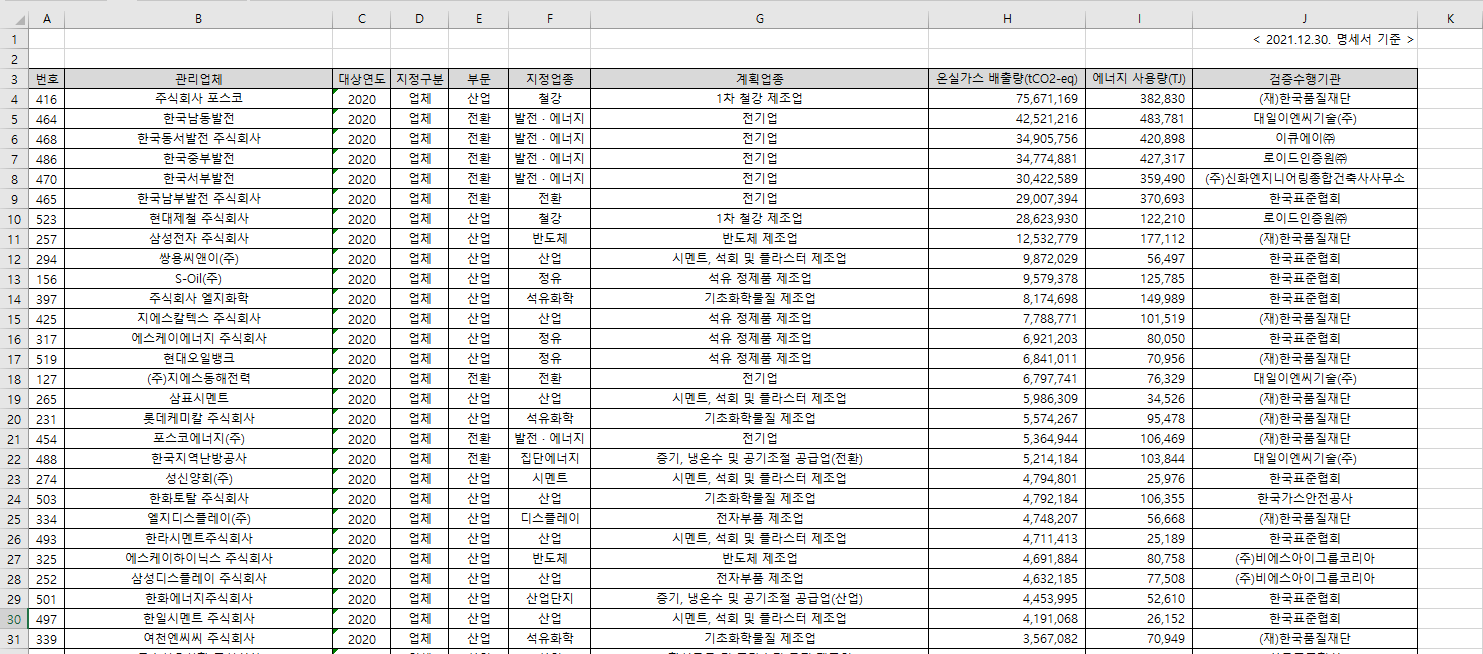 A B C D E F G H I J K
1 < 2021.12.30. 명세서 기준 >
2
3 번호 관리업체 대상연도 지정구분 부문 지정업종 계획업종 온실가스 배출량(tCO2-eq) 에너지 사용량(TJ) 검증수행기관
4 416 주식회사 포스코 2020 업체 산업 철강 1차 철강 제조업 75,671,169 382,830 (재)한국품질재단
5 464 한국남동발전 2020 업체 전환 발전 · 에너지 전기업 42,521,216 483,781 대일이엔씨기술(주)
6 468 한국동서발전 주식회사 2020 업체 전환 발전 · 에너지 전기업 34,905,756 420,898 이큐에이㈜
7 486 한국중부발전 2020 업체 전환 발전 · 에너지 전기업 34,774,881 427,317 로이드인증원㈜
8 470 한국서부발전 2020 업체 전환 발전 · 에너지 전기업 30,422,589 359,490 (주)신화엔지니어링종합건축사사무소
9 465 한국남부발전 주식회사 2020 업체 전환 전환 전기업 29,007,394 370,693 한국표준협회
10 523 현대제철 주식회사 2020 업체 산업 철강 1차 철강 제조업 28,623,930 122,210 로이드인증원㈜
11 257 삼성전자 주식회사 2020 업체 산업 반도체 반도체 제조업 12,532,779 177,112 (재)한국품질재단
12 294 쌍용씨앤이(주) 2020 업체 산업 산업 시멘트, 석회 및 플라스터 제조업 9,872,029 56,497 한국표준협회
13 156 S-Oil(주) 2020 업체 산업 정유 석유 정제품 제조업 9,579,378 125,785 한국표준협회
14 397 주식회사 엘지화학 2020 업체 산업 석유화학 기초화학물질 제조업 8,174,698 149,989 한국표준협회
15 425 지에스칼텍스 주식회사 2020 업체 산업 산업 석유 정제품 제조업 7,788,771 101,519 (재)한국품질재단
16 317 에스케이에너지 주식회사 2020 업체 산업 정유 석유 정제품 제조업 6,921,203 80,050 한국표준협회
17 519 현대오일뱅크 2020 업체 산업 정유 석유 정제품 제조업 6,841,011 70,956 (재)한국품질재단
18 127 (주)지에스동해전력 2020 업체 전환 전환 전기업 6,797,741 76,329 대일이엔씨기술(주)
19 265 삼표시멘트 2020 업체 산업 산업 시멘트, 석회 및 플라스터 제조업 5,986,309 34,526 (재)한국품질재단
20 231 롯데케미칼 주식회사 2020 업체 산업 석유화학 기초화학물질 제조업 5,574,267 95,478 (재)한국품질재단
21 454 포스코에너지(주) 2020 업체 전환 발전 · 에너지 전기업 5,364,944 106,469 (재)한국품질재단
22 488 한국지역난방공사 2020 업체 전환 집단에너지 증기, 냉온수 및 공기조절 공급업(전환) 5,214,184 103,844 대일이엔씨기술(주)
23 274 성신양회(주) 2020 업체 산업 시멘트 시멘트, 석회 및 플라스터 제조업 4,794,801 25,976 한국표준협회
24 503 한화토탈 주식회사 2020 업체 산업 산업 기초화학물질 제조업 4,792,184 106,355 한국가스안전공사
25 334 엘지디스플레이(주) 2020 업체 산업 디스플레이 전자부품 제조업 4,748,207 56,668 (재)한국품질재단
26 493 한라시멘트주식회사 2020 업체 산업 산업 시멘트, 석회 및 플라스터 제조업 4,711,413 25,189 한국표준협회
27 325 에스케이하이닉스 주식회사 2020 업체 산업 반도체 반도체 제조업 4,691,884 80,758 (주)비에스아이그룹코리아
28 252 삼성디스플레이 주식회사 2020 업체 산업 산업 전자부품 제조업 4,632,185 77,508 (주)비에스아이그룹코리아
29 501 한화에너지주식회사 2020 업체 산업 산업단지 증기, 냉온수 및 공기조절 공급업(산업) 4,453,995 52,610 한국표준협회
30 497 한일시멘트 주식회사 2020 업체 산업 산업 시멘트, 석회 및 플라스터 제조업 4,191,068 26,152 한국표준협회
31 339 여천엔씨씨 주식회사 2020 업체 산업 석유화학 기초화학물질 제조업 3,567,082 70,949 (재)한국품질재단